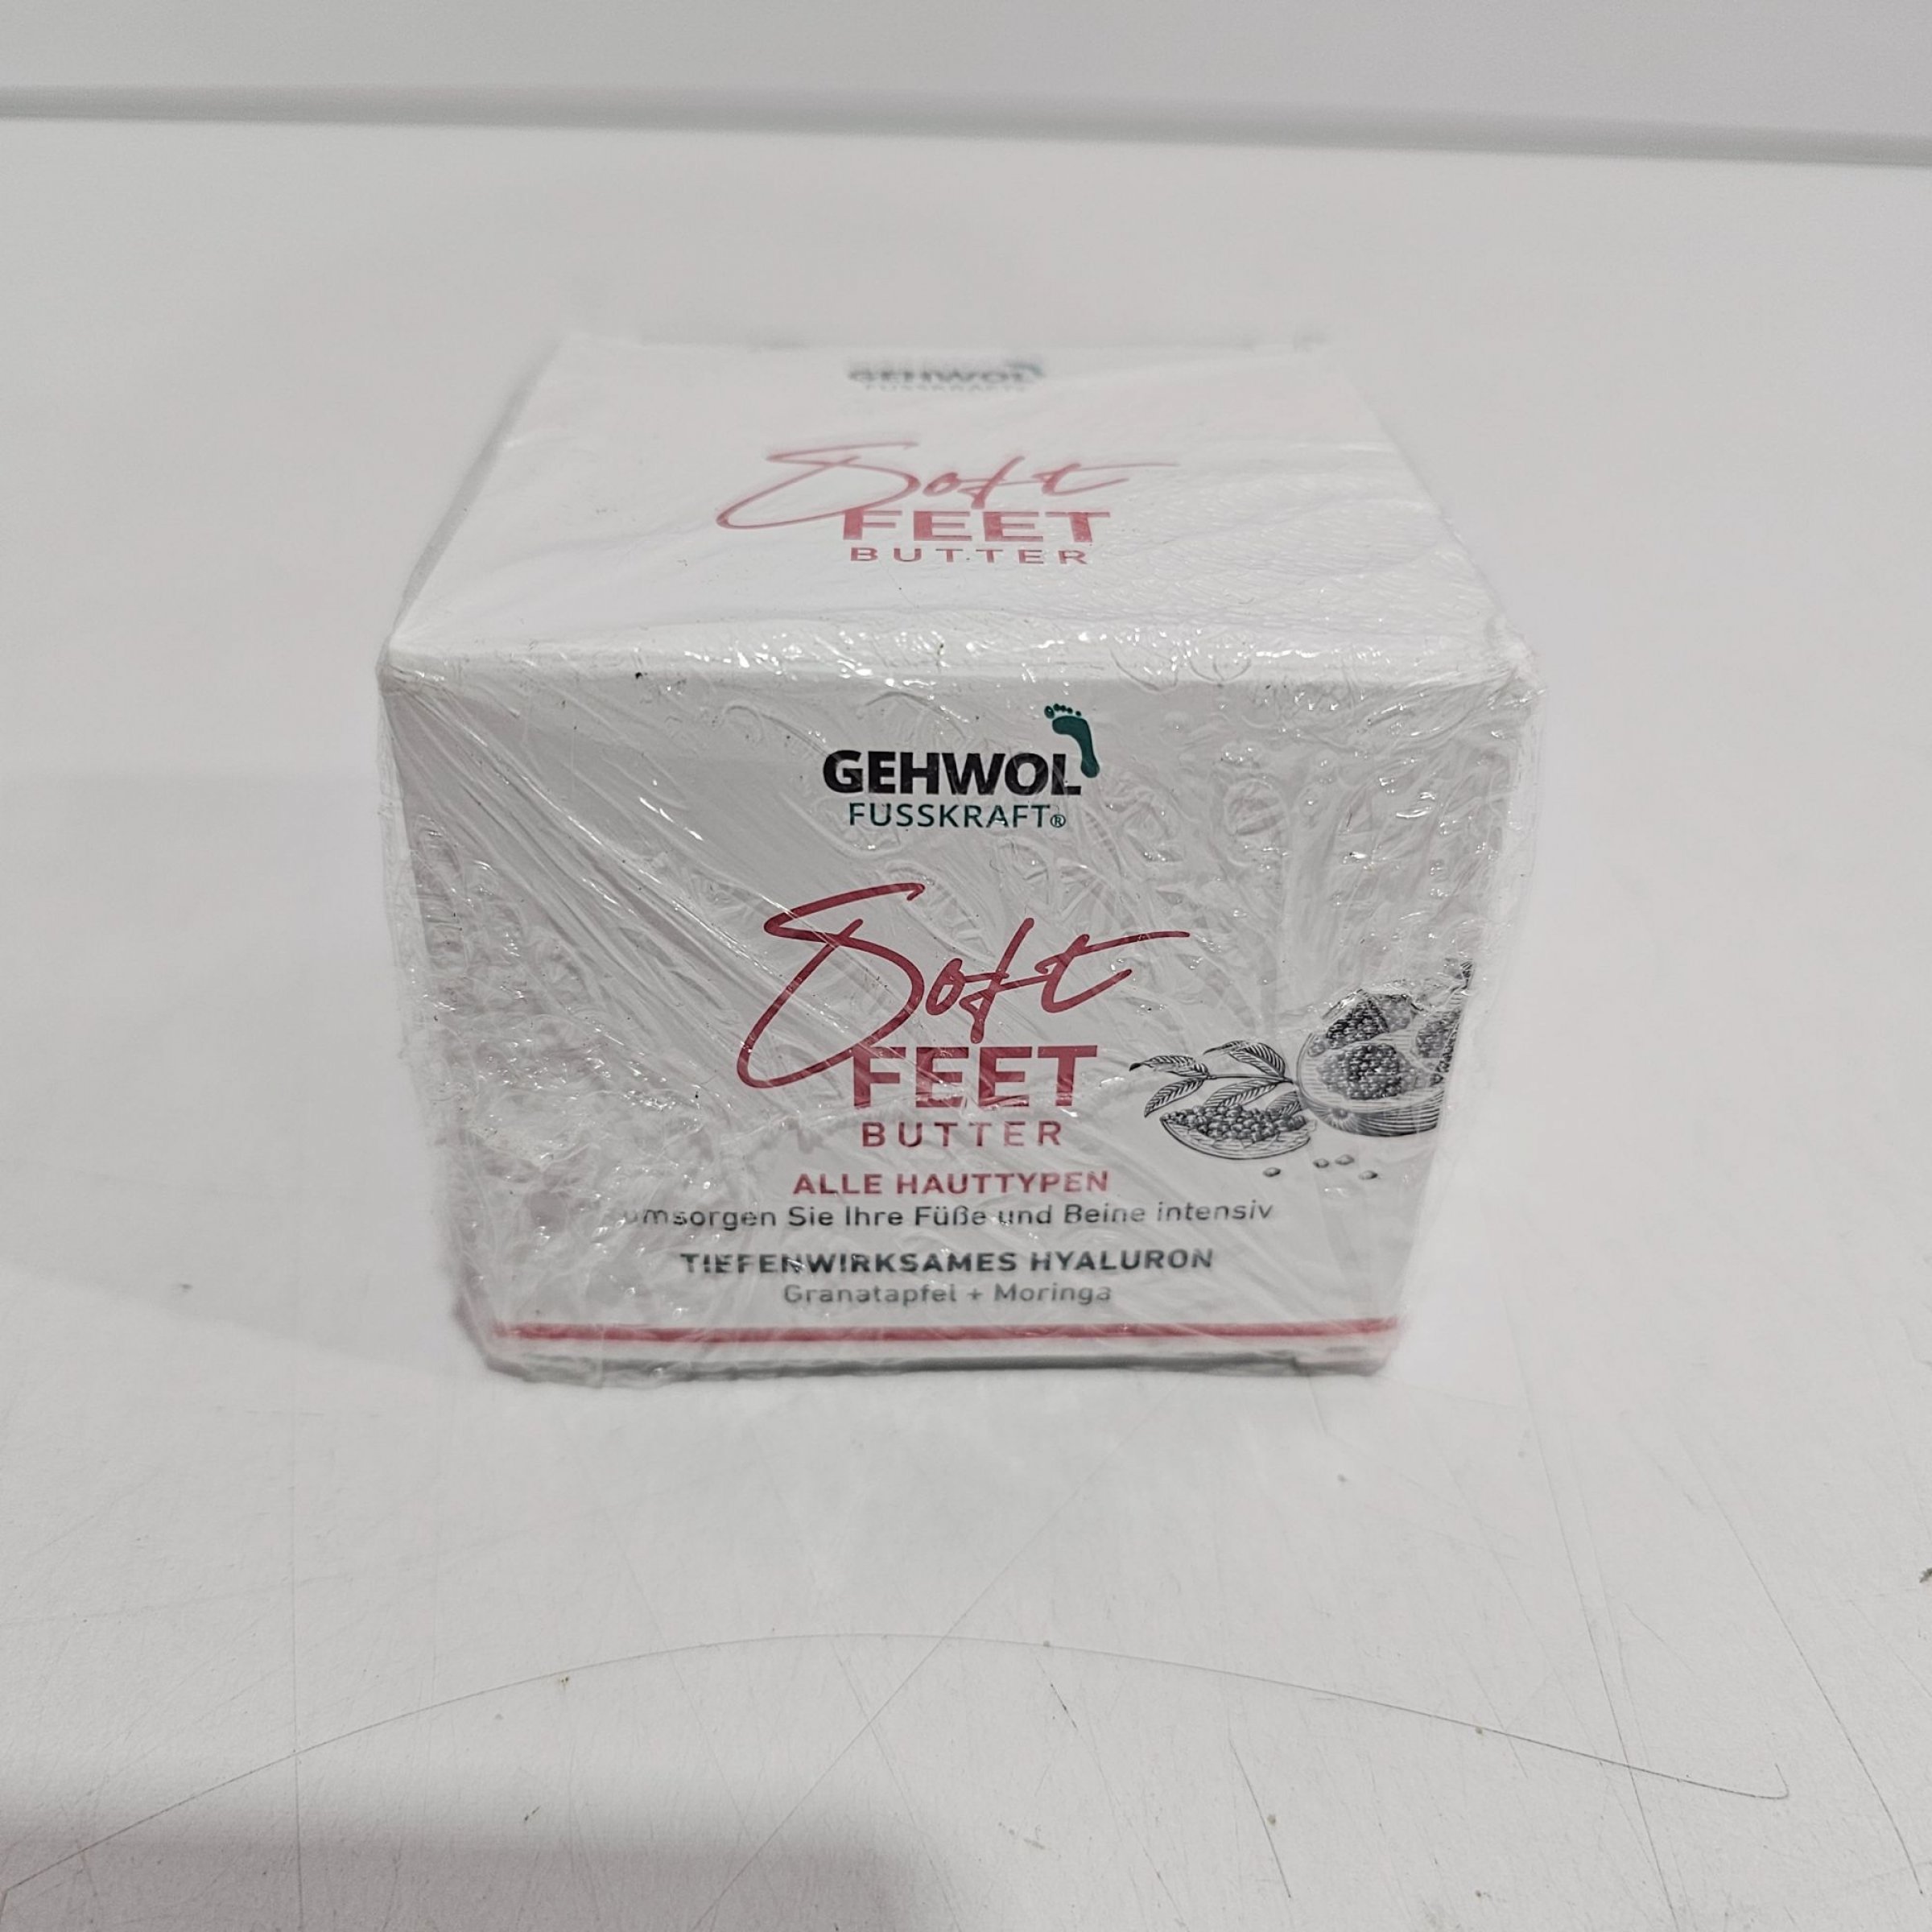 GEHWOL
FUSSKRAFT
Soft
FEET
BUTTER
GEHWOL
FUSSKRAFT®
Soft
FEET
BUTTER
ALLE HAUTTYPEN
umsorgen Sie Ihre Füße und Beine intensiv
TIEFENWIRKSAMES HYALURON
Granatapfel + Moringa